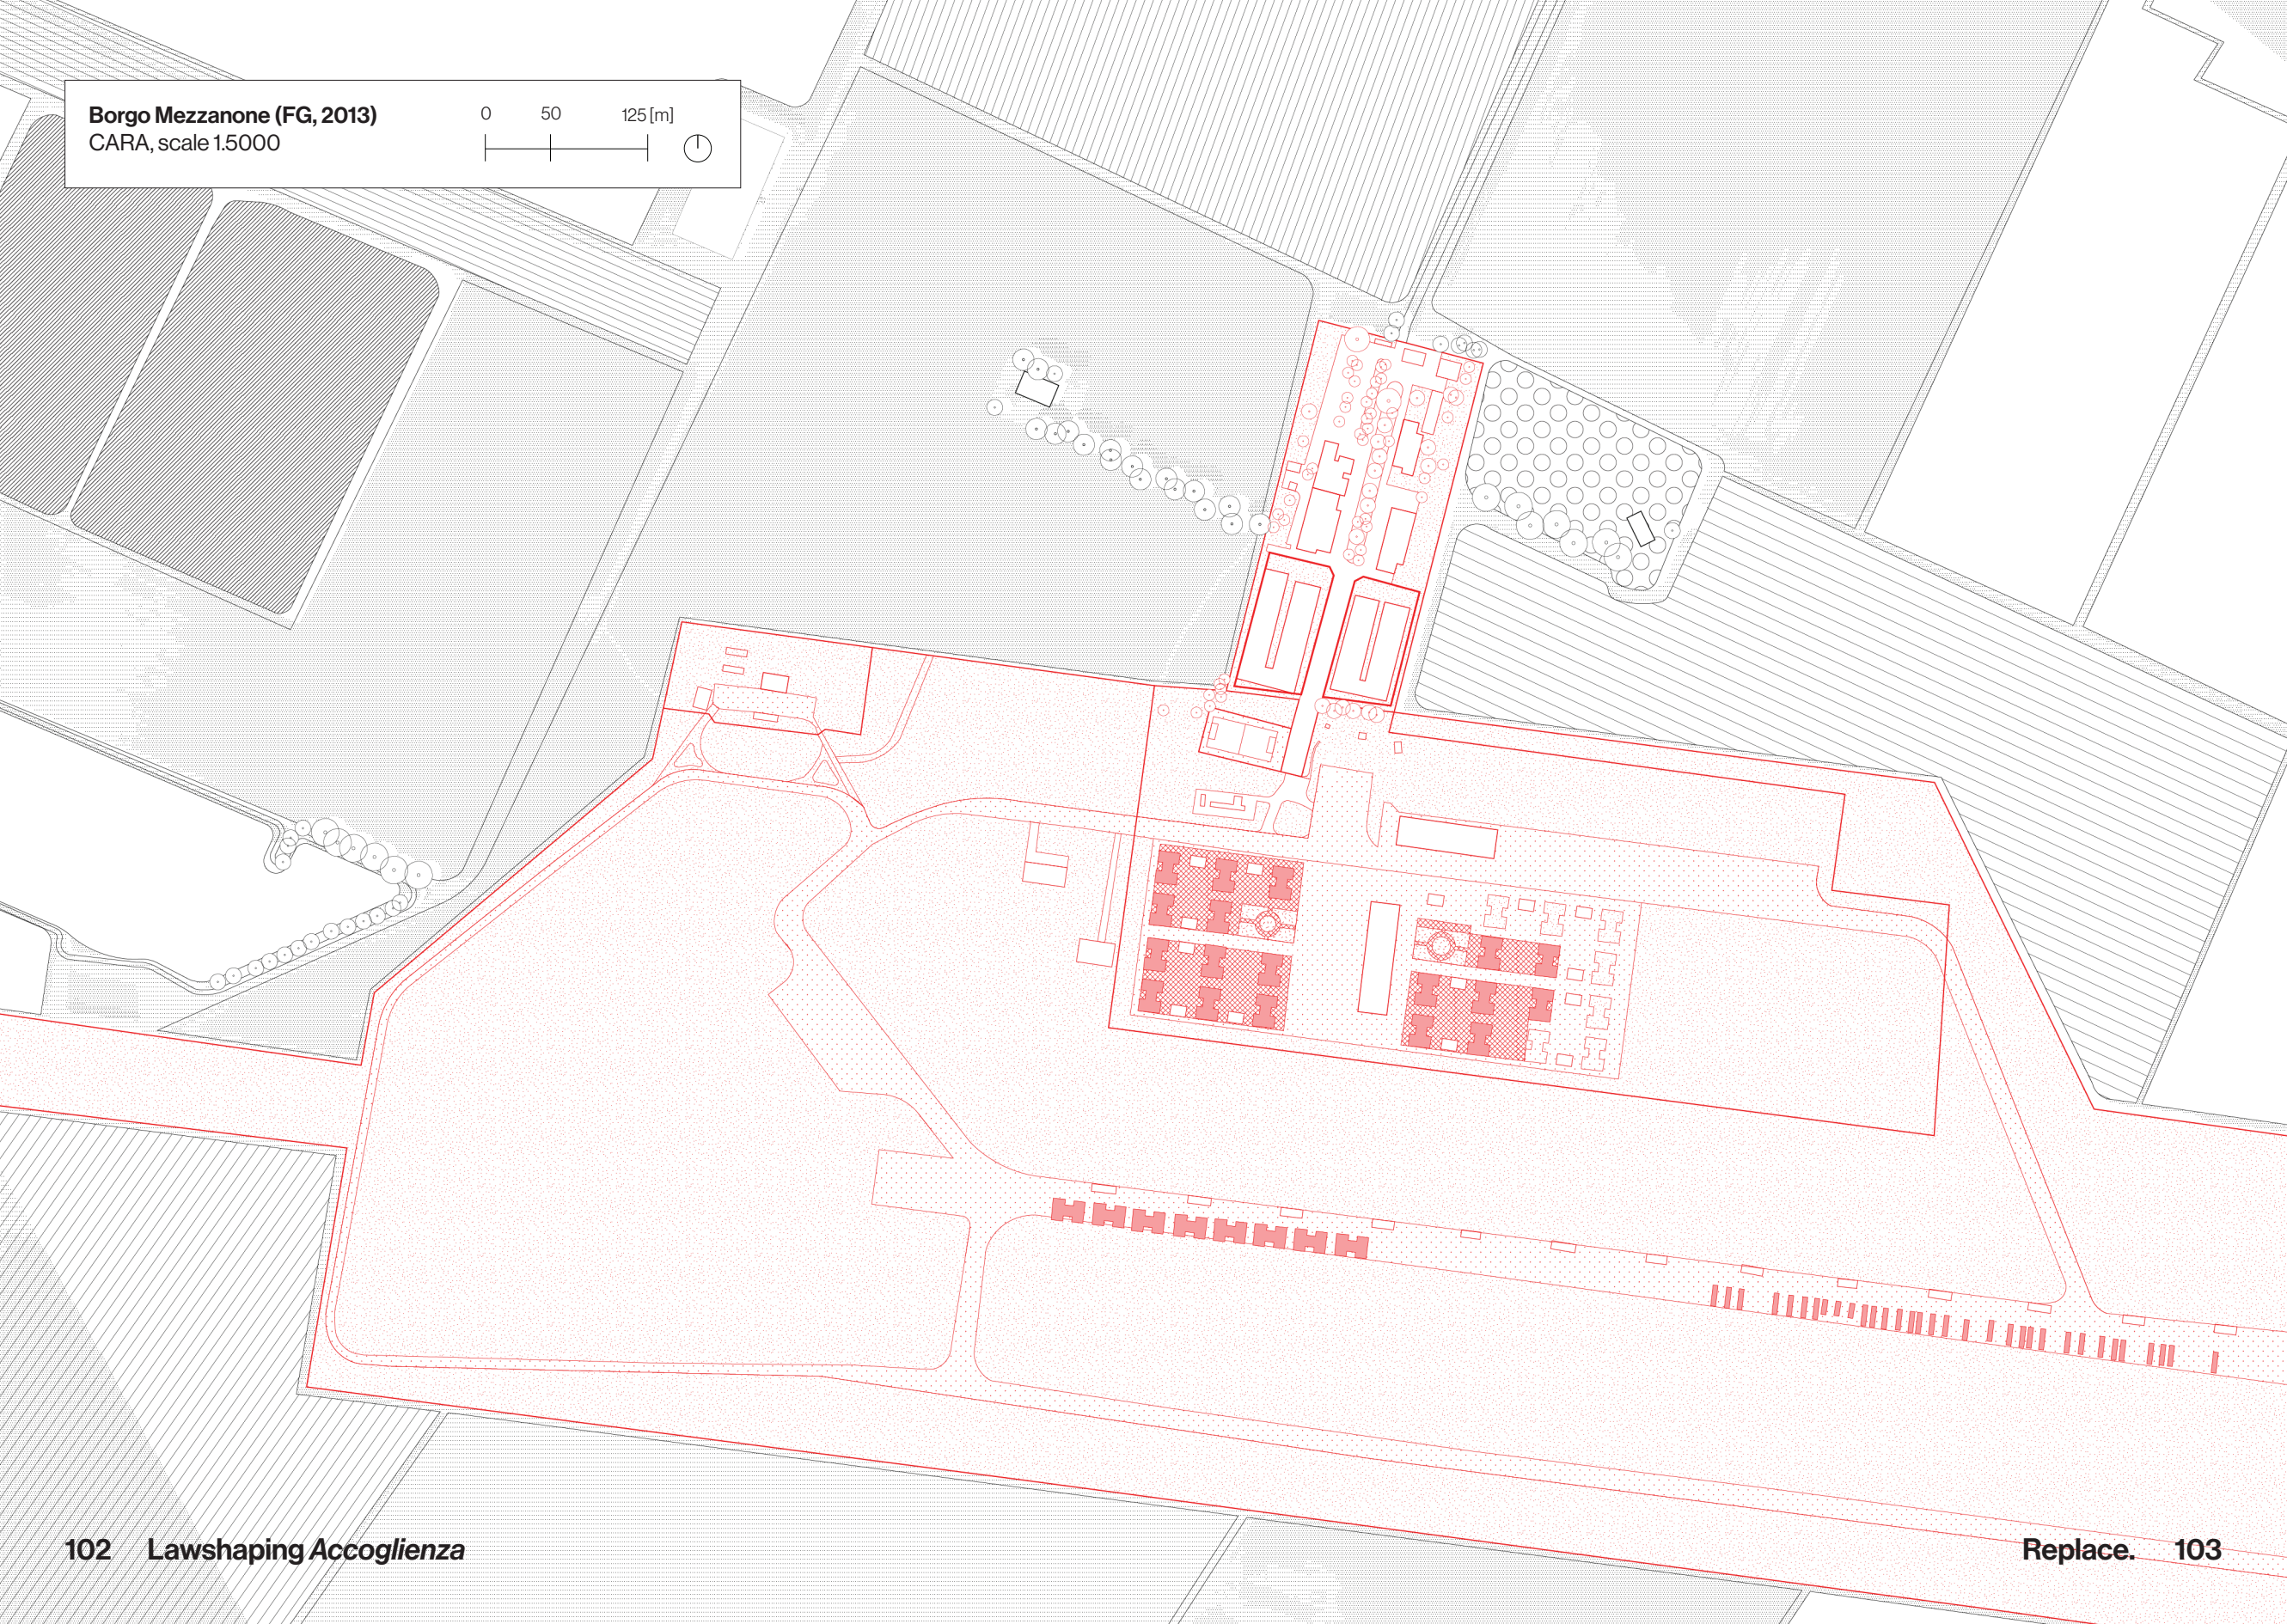 Borgo Mezzanone (FG, 2013)
CARA, scale 1:5000
0 50 125 [m]
102 Lawshaping Accoglienza
Replace. 103